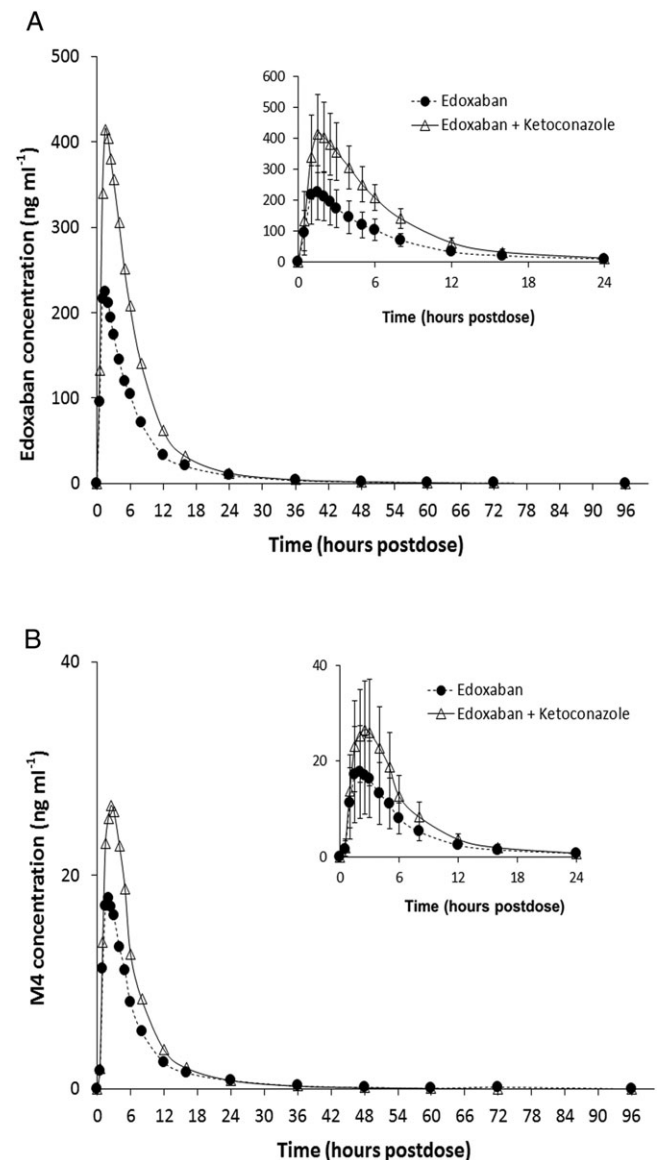 A
500
400
300
200
100
0
Edoxaban concentration (ng ml⁻¹)
0 6 12 18 24 30 36 42 48 54 60 66 72 78 84 90 96
Time (hours postdose)
600
500
400
300
200
100
0
0 6 12 18 24
Time (hours postdose)
Edoxaban
Edoxaban + Ketoconazole
B
40
20
0
M4 concentration (ng ml⁻¹)
0 6 12 18 24 30 36 42 48 54 60 66 72 78 84 90 96
Time (hours postdose)
40
20
0
0 6 12 18 24
Time (hours postdose)
Edoxaban
Edoxaban + Ketoconazole